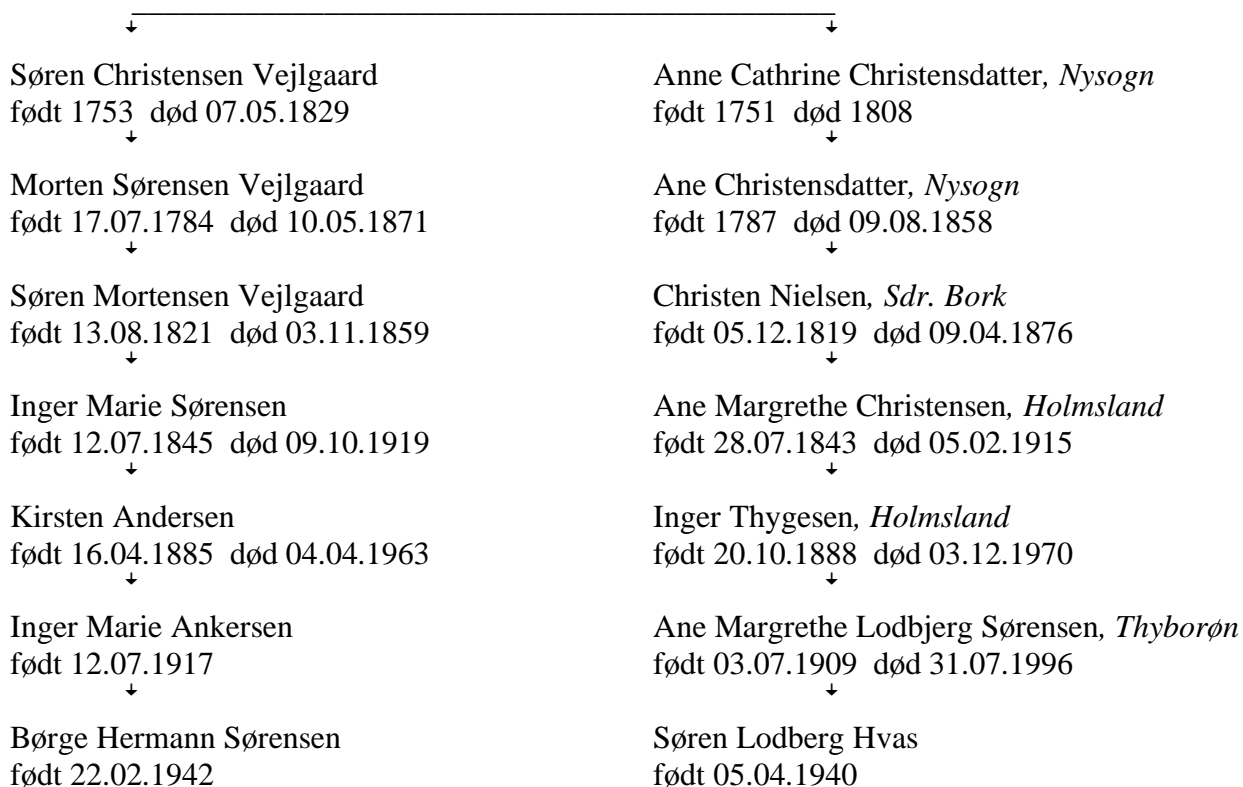 Søren Christensen Vejlgaard
født 1753 død 07.05.1829
Morten Sørensen Vejlgaard
født 17.07.1784 død 10.05.1871
Søren Mortensen Vejlgaard
født 13.08.1821 død 03.11.1859
Inger Marie Sørensen
født 12.07.1845 død 09.10.1919
Kirsten Andersen
født 16.04.1885 død 04.04.1963
Inger Marie Ankersen
født 12.07.1917
Børge Hermann Sørensen
født 22.02.1942
Anne Cathrine Christensdatter, Nysogn
født 1751 død 1808
Ane Christensdatter, Nysogn
født 1787 død 09.08.1858
Christen Nielsen, Sdr. Bork
født 05.12.1819 død 09.04.1876
Ane Margrethe Christensen, Holmsland
født 28.07.1843 død 05.02.1915
Inger Thygesen, Holmsland
født 20.10.1888 død 03.12.1970
Ane Margrethe Lodbjerg Sørensen, Thyborøn
født 03.07.1909 død 31.07.1996
Søren Lodberg Hvas
født 05.04.1940